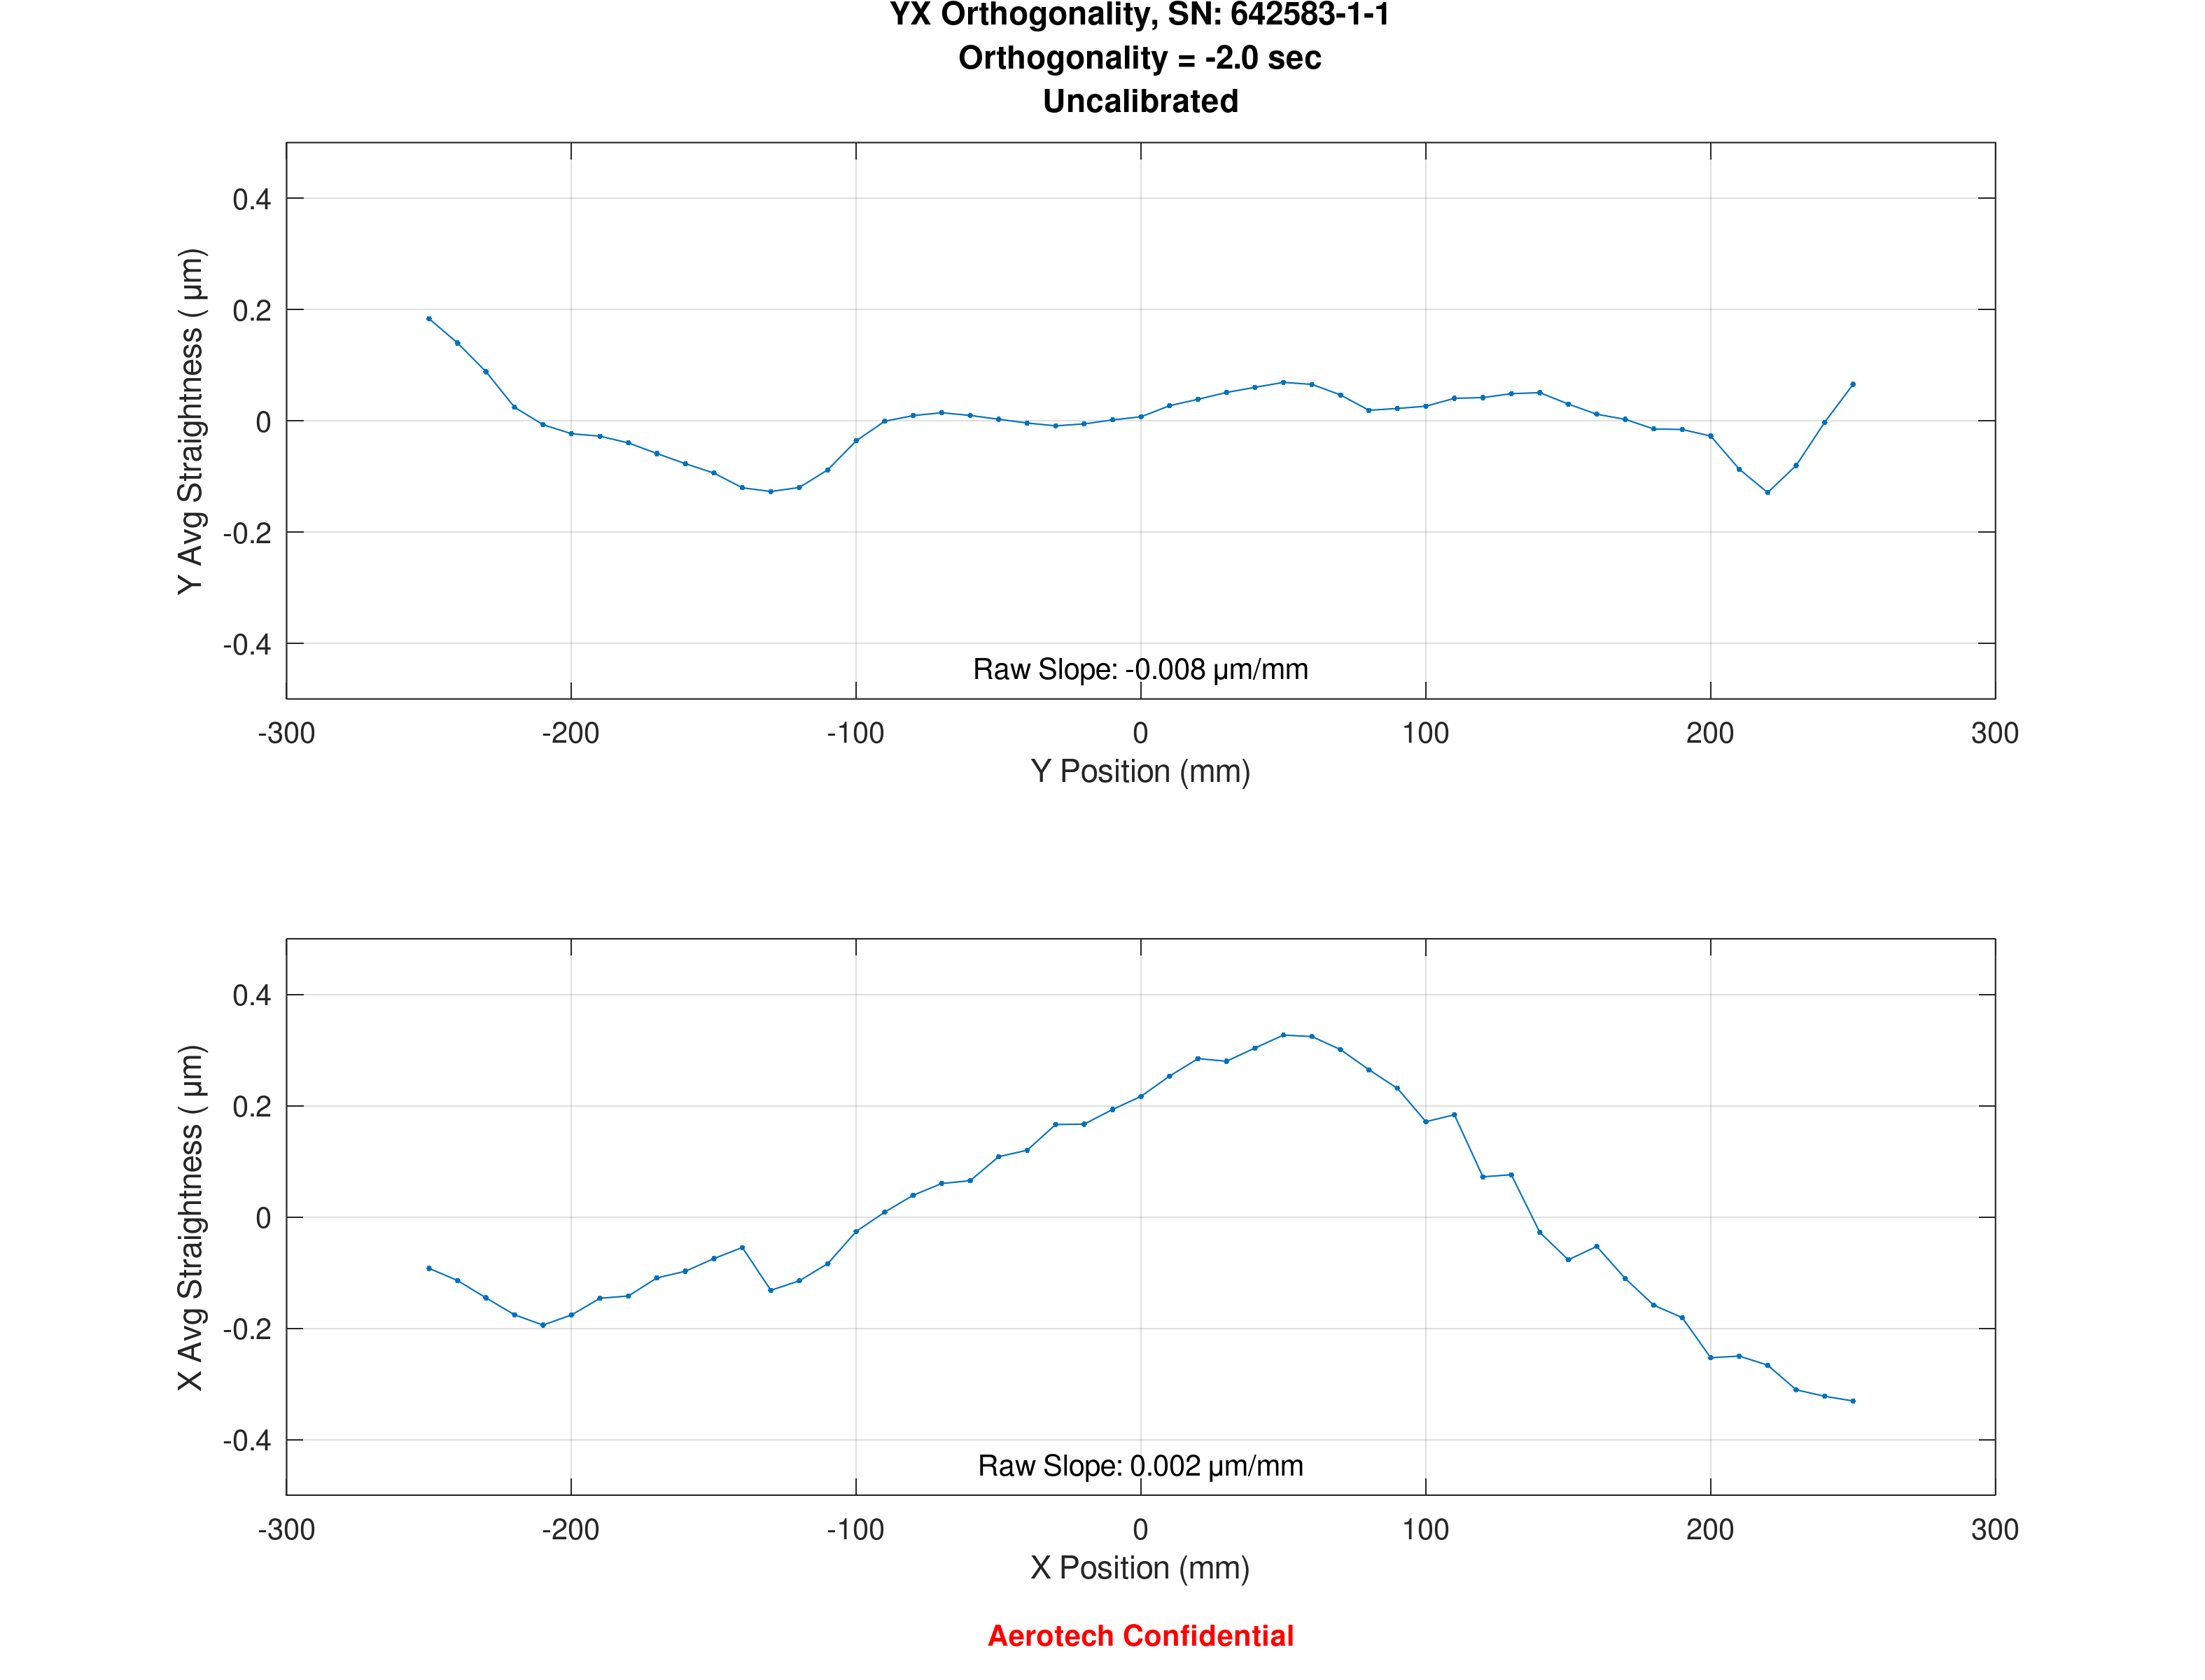 YX Orthogonality, SN: 642583-1-1
Orthogonality = -2.0 sec
Uncalibrated
0.4
0.2
0
-0.2
-0.4
Y Avg Straightness ( µm)
Raw Slope: -0.008 µm/mm
-300 -200 -100 0 100 200 300
Y Position (mm)
0.4
0.2
0
-0.2
-0.4
X Avg Straightness ( µm)
Raw Slope: 0.002 µm/mm
-300 -200 -100 0 100 200 300
X Position (mm)
Aerotech Confidential